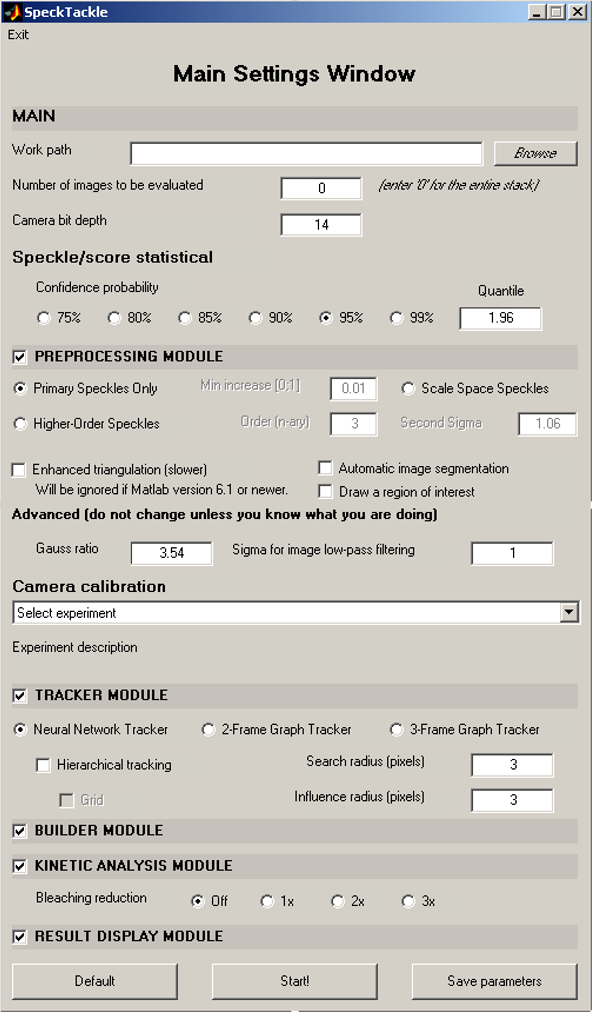 SpeckTackle
Exit
Main Settings Window
MAIN
Work path Browse
Number of images to be evaluated 0 (enter '0' for the entire stack)
Camera bit depth 14
Speckle/score statistical
Confidence probability Quantile
75% 80% 85% 90% 95% 99% 1.96
PREPROCESSING MODULE
Primary Speckles Only Min increase [0;1] 0.01 Scale Space Speckles
Higher-Order Speckles Order (n-ary) 3 Second Sigma 1.06
Enhanced triangulation (slower) Automatic image segmentation
Will be ignored if Matlab version 6.1 or newer. Draw a region of interest
Advanced (do not change unless you know what you are doing)
Gauss ratio 3.54 Sigma for image low-pass filtering 1
Camera calibration
Select experiment
Experiment description
TRACKER MODULE
Neural Network Tracker 2-Frame Graph Tracker 3-Frame Graph Tracker
Hierarchical tracking Search radius (pixels) 3
Grid Influence radius (pixels) 3
BUILDER MODULE
KINETIC ANALYSIS MODULE
Bleaching reduction Off 1x 2x 3x
RESULT DISPLAY MODULE
Default Start! Save parameters